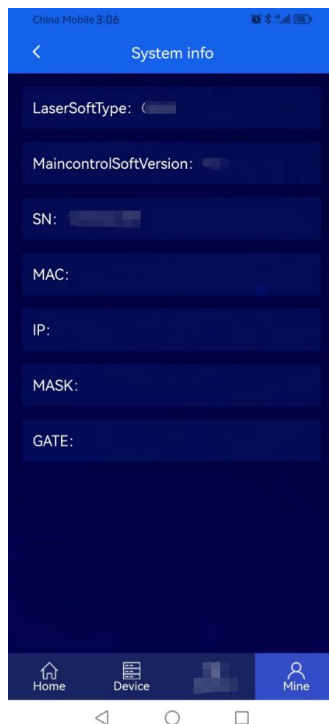 China Mobile 3:06
System info
LaserSoftType:
MaincontrolSoftVersion:
SN:
MAC:
IP:
MASK:
GATE:
Home Device Mine